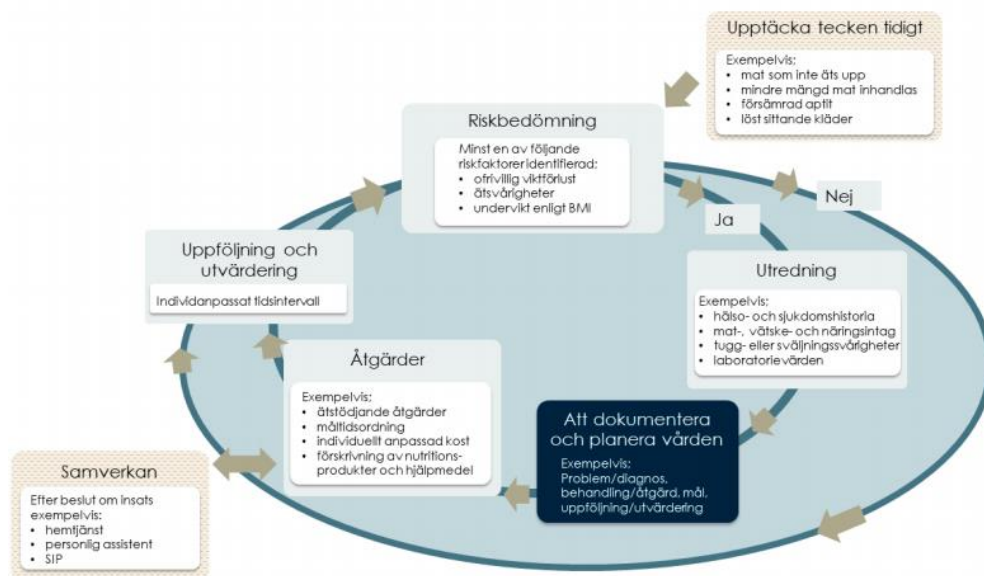 Upptäcka tecken tidigt
Exempelvis:
• mat som inte äts upp
• mindre mängd mat inhandlas
• försämrad aptit
• löst sittande kläder
Riskbedömning
Minst en av följande
riskfaktorer identifierad:
• ofrivillig viktförlust
• ätsvårigheter
• undervikt enligt BMI
Nej
Ja
Utredning
Exempelvis:
• hälso- och sjukdomshistoria
• mat-, vätske- och näringsintag
• tugg- eller sväljningssvårigheter
• laboratorievärden
Att dokumentera
och planera vården
Exempelvis:
Problem/diagnos,
behandling/åtgärd, mål,
uppföljning/utvärdering
Åtgärder
Exempelvis:
• ätstödjande åtgärder
• måltidsordning
• individuellt anpassad kost
• förskrivning av nutritions-
produkter och hjälpmedel
Samverkan
Efter beslut om insats
exempelvis:
• hemtjänst
• personlig assistent
• SIP
Uppföljning och
utvärdering
Individanpassat tidsintervall